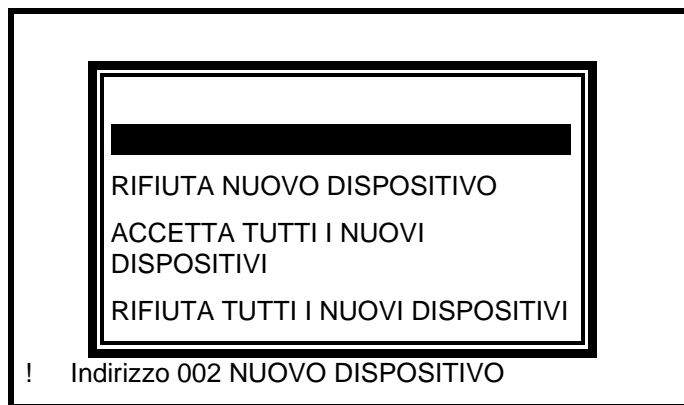 RIFIUTA NUOVO DISPOSITIVO
ACCETTA TUTTI I NUOVI
DISPOSITIVI
RIFIUTA TUTTI I NUOVI DISPOSITIVI
! Indirizzo 002 NUOVO DISPOSITIVO